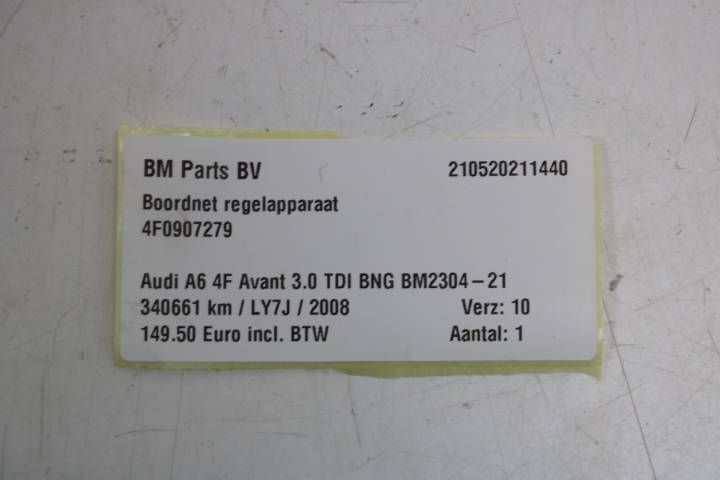 BM Parts BV 210520211440
Boordnet regelapparaat
4F0907279
Audi A6 4F Avant 3.0 TDI BNG BM2304-21
340661 km / LY7J / 2008 Verz: 10
149.50 Euro incl. BTW Aantal: 1